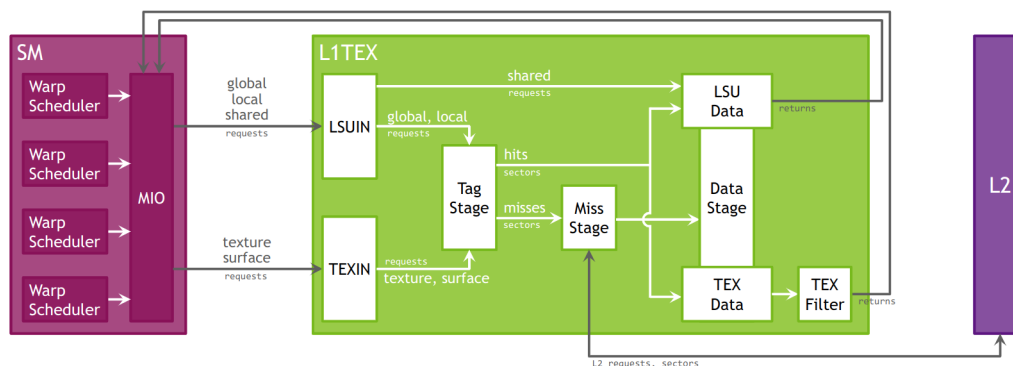 SM
Warp
Scheduler
Warp
Scheduler
Warp
Scheduler
Warp
Scheduler
MIO
global
local
shared
requests
texture
surface
requests
L1TEX
LSUIN
TEXIN
shared
requests
global, local
requests
requests
texture, surface
Tag
Stage
hits
sectors
misses
sectors
Miss
Stage
LSU
Data
Data
Stage
TEX
Data
TEX
Filter
returns
returns
L2 requests, sectors
L2